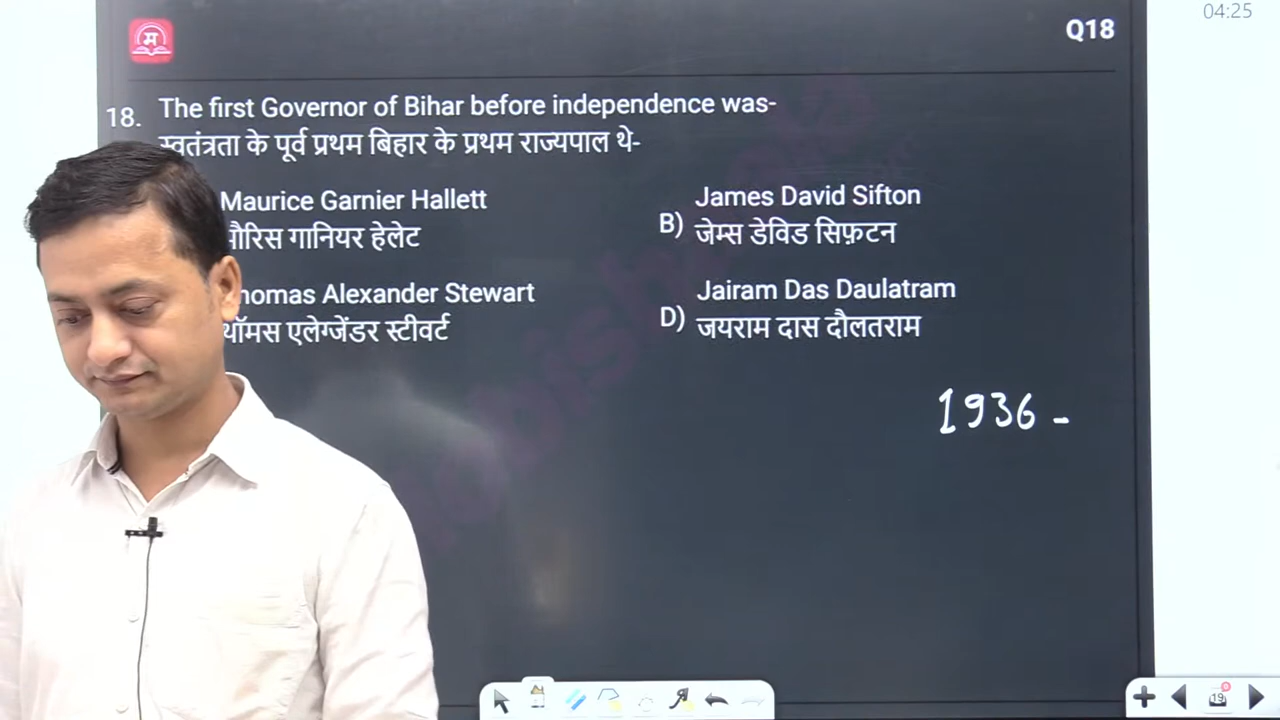 04:25
म
Q18
18. The first Governor of Bihar before independence was-
स्वतंत्रता के पूर्व प्रथम बिहार के प्रथम राज्यपाल थे-
Maurice Garnier Hallett
गानियर हेलेट
B) James David Sifton
जेम्स डेविड सिफ़टन
Alexander Stewart
थॉमस एलेग्जेंडर स्टीवर्ट
D) Jairam Das Daulatram
जयराम दास दौलतराम
1936 -
19